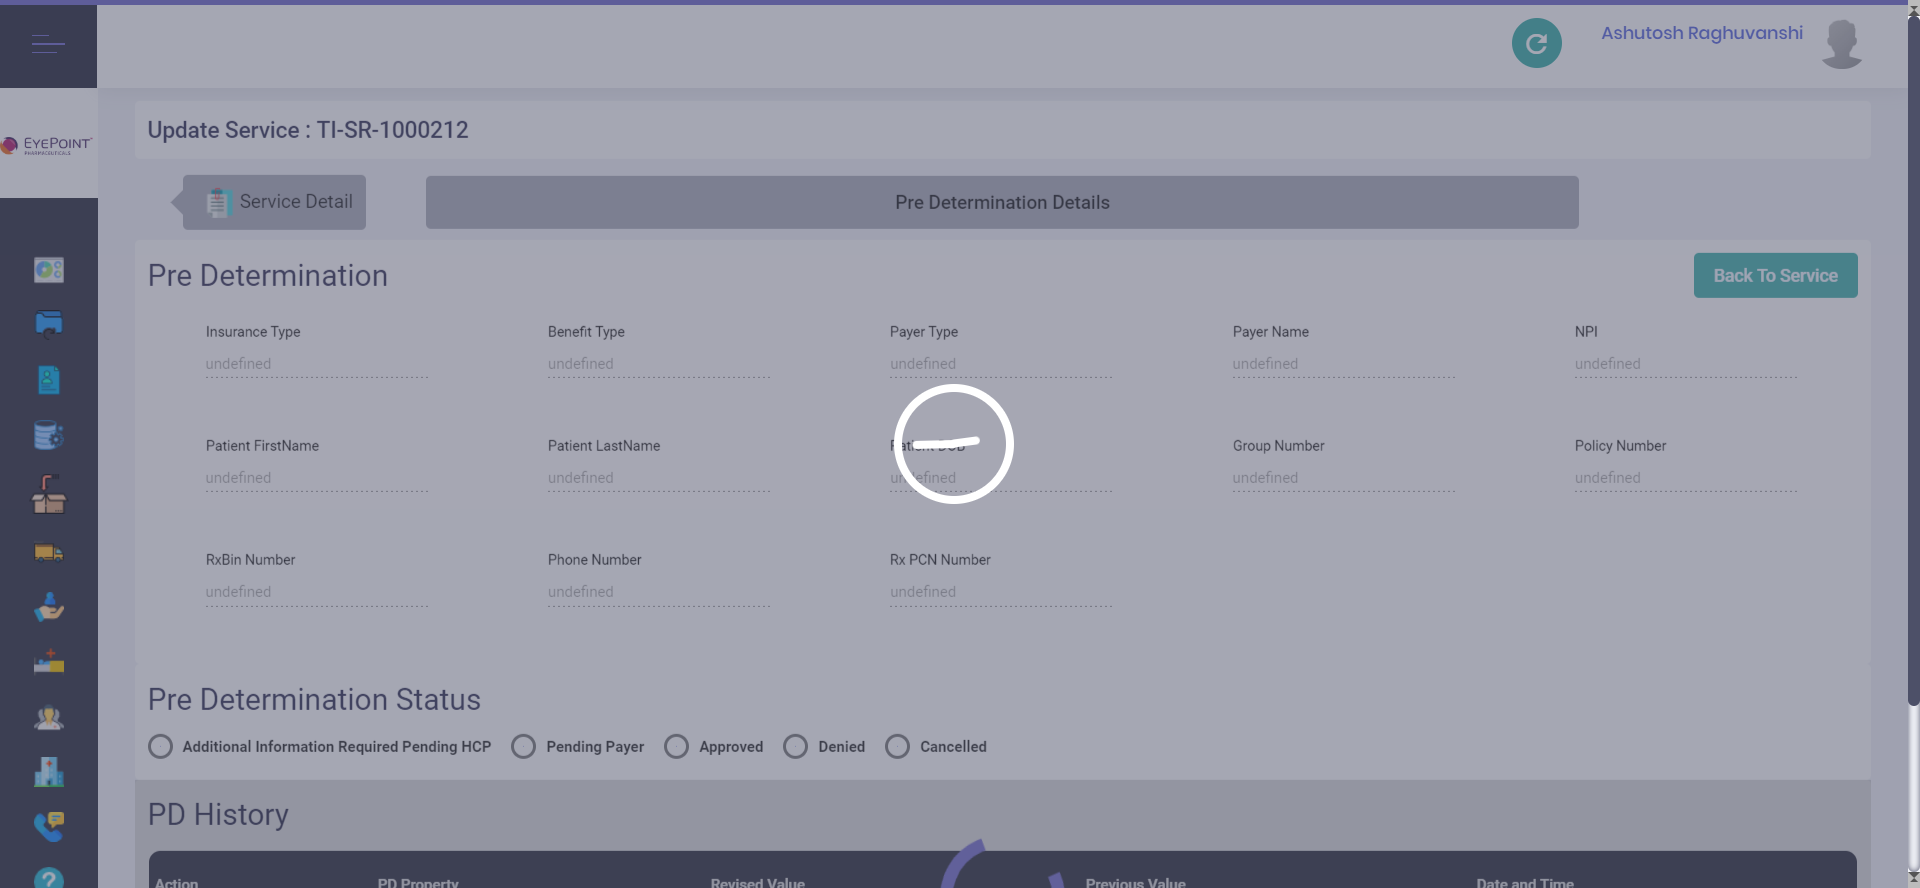 Ashutosh Raghuvanshi
EYEPOINT
PHARMACEUTICALS
Update Service : TI-SR-1000212
Service Detail
Pre Determination Details
Pre Determination
Back To Service
Insurance Type Benefit Type Payer Type Payer Name NPI
undefined undefined undefined undefined undefined
Patient FirstName Patient LastName Patient DOB Group Number Policy Number
undefined undefined undefined undefined undefined
RxBin Number Phone Number Rx PCN Number
undefined undefined undefined
Pre Determination Status
Additional Information Required Pending HCP Pending Payer Approved Denied Cancelled
PD History
Action PD Property Revised Value Previous Value Date and Time